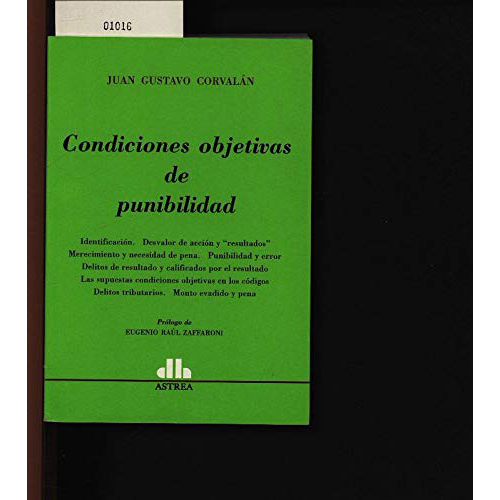 01016
JUAN GUSTAVO CORVALÁN
Condiciones objetivas
de
punibilidad
Identificación. Desvalor de acción y "resultados"
Merecimiento y necesidad de pena. Punibilidad y error
Delitos de resultado y calificados por el resultado
Las supuestas condiciones objetivas en los códigos
Delitos tributarios. Monto evadido y pena
Prólogo de
EUGENIO RAÚL ZAFFARONI
ASTREA